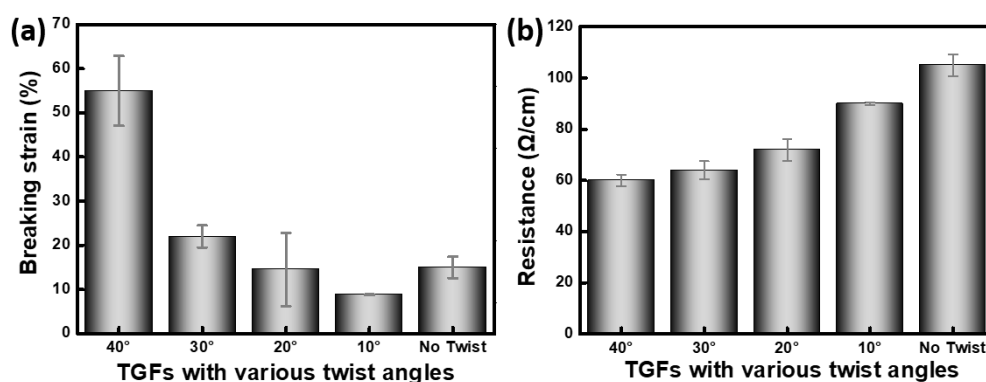 (a)
Breaking strain (%)
70
60
50
40
30
20
10
0
40° 30° 20° 10° No Twist
TGFs with various twist angles
(b)
Resistance (Ω/cm)
120
100
80
60
40
20
0
40° 30° 20° 10° No Twist
TGFs with various twist angles